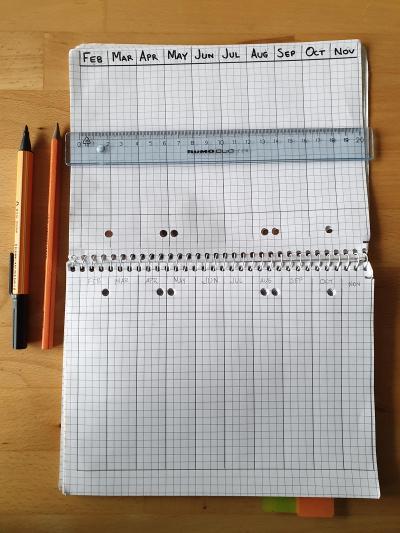 FEB MAR APR MAY JUN JUL AUG SEP OCT NOV
0 1 2 3 4 5 6 7 8 9 10 11 12 13 14 15 16 17 18 19 20
RUMOLD
FEB MAR APR MAY JUN JUL AUG SEP OCT NOV